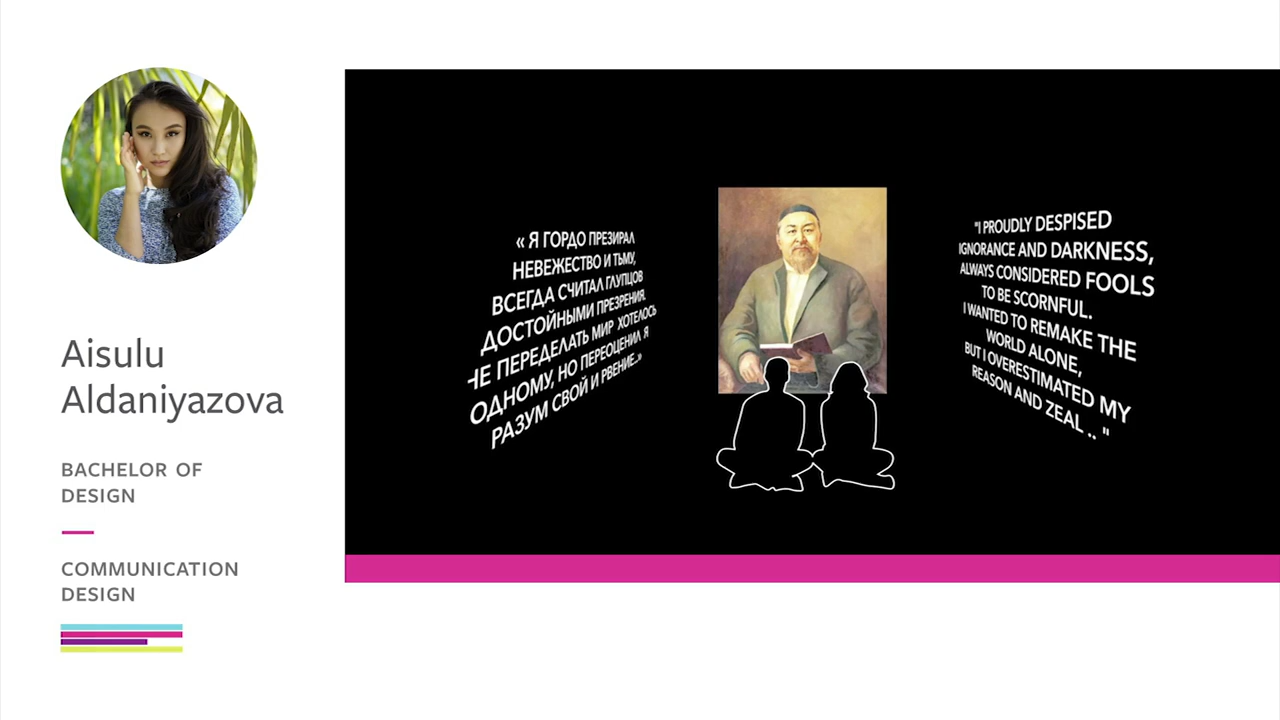 Aisulu
Aldaniyazova
BACHELOR OF
DESIGN
COMMUNICATION
DESIGN
« Я ГОРДО ПРЕЗИРАЛ
НЕВЕЖЕСТВО И ТЬМУ,
ВСЕГДА СЧИТАЛ ГЛУПЦОВ
ДОСТОЙНЫМИ ПРЕЗРЕНИЯ.
НЕ ПЕРЕДЕЛАТЬ МИР ХОТЕЛОСЬ
ОДНОМУ, НО ПЕРЕОЦЕНИЛ Я
РАЗУМ СВОЙ И РВЕНИЕ..»
"I PROUDLY DESPISED
IGNORANCE AND DARKNESS,
ALWAYS CONSIDERED FOOLS
TO BE SCORNFUL.
I WANTED TO REMAKE THE
WORLD ALONE,
BUT I OVERESTIMATED MY
REASON AND ZEAL .. "